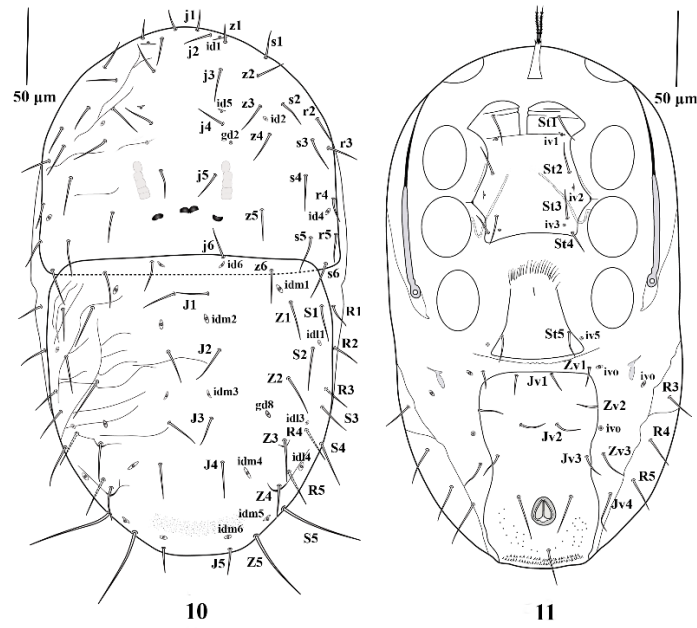 j1
z1
j2
id1
s1
50 µm
j3
z2
id5
z3
s2
id2
r2
j4
gd2
z4
s3
r3
j5
s4
r4
id4
z5
s5
r5
j6
id6
z6
s6
idm1
J1
idm2
Z1
S1
R1
idl1
R2
J2
S2
Z2
idm3
R3
gd8
S3
J3
idl3
R4
Z3
S4
J4
idm4
idl4
Z4
R5
idm5
idm6
S5
J5
Z5
10
50 µm
St1
iv1
St2
iv2
St3
iv3
St4
St5
iv5
Zv1
ivo
ivo
Jv1
R3
Zv2
Jv2
ivo
R4
Jv3
Zv3
R5
Jv4
11